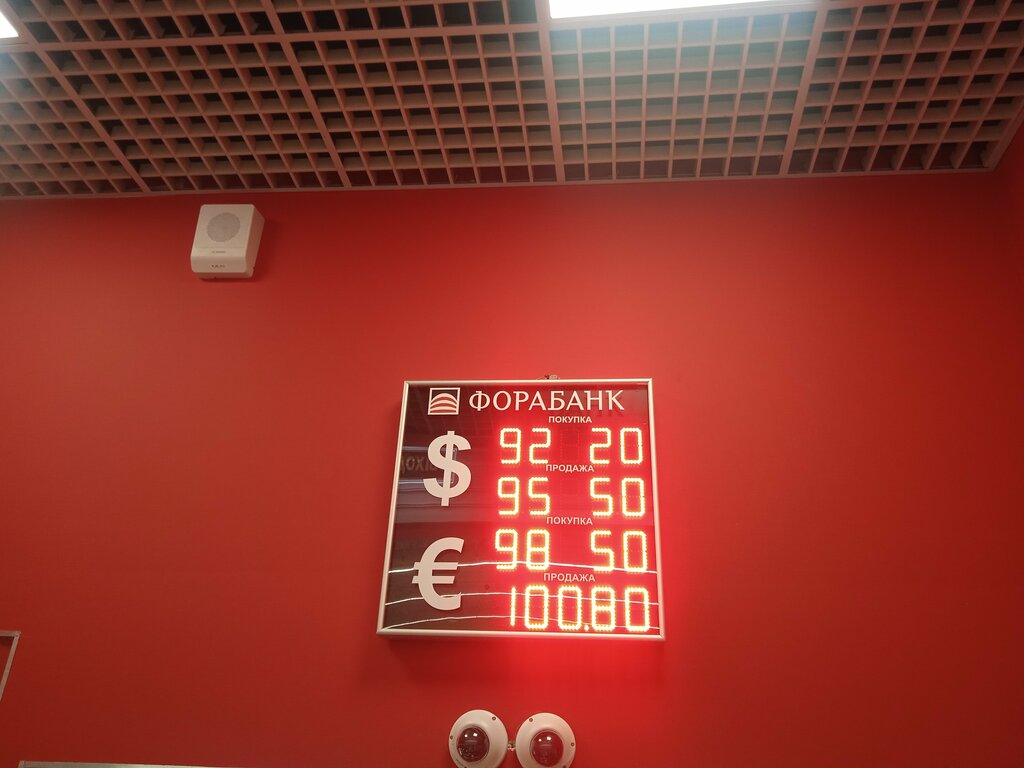 ФОРАБАНК
ПОКУПКА
$ 92 20
ПРОДАЖА
95 50
ПОКУПКА
€ 98 50
ПРОДАЖА
100.80